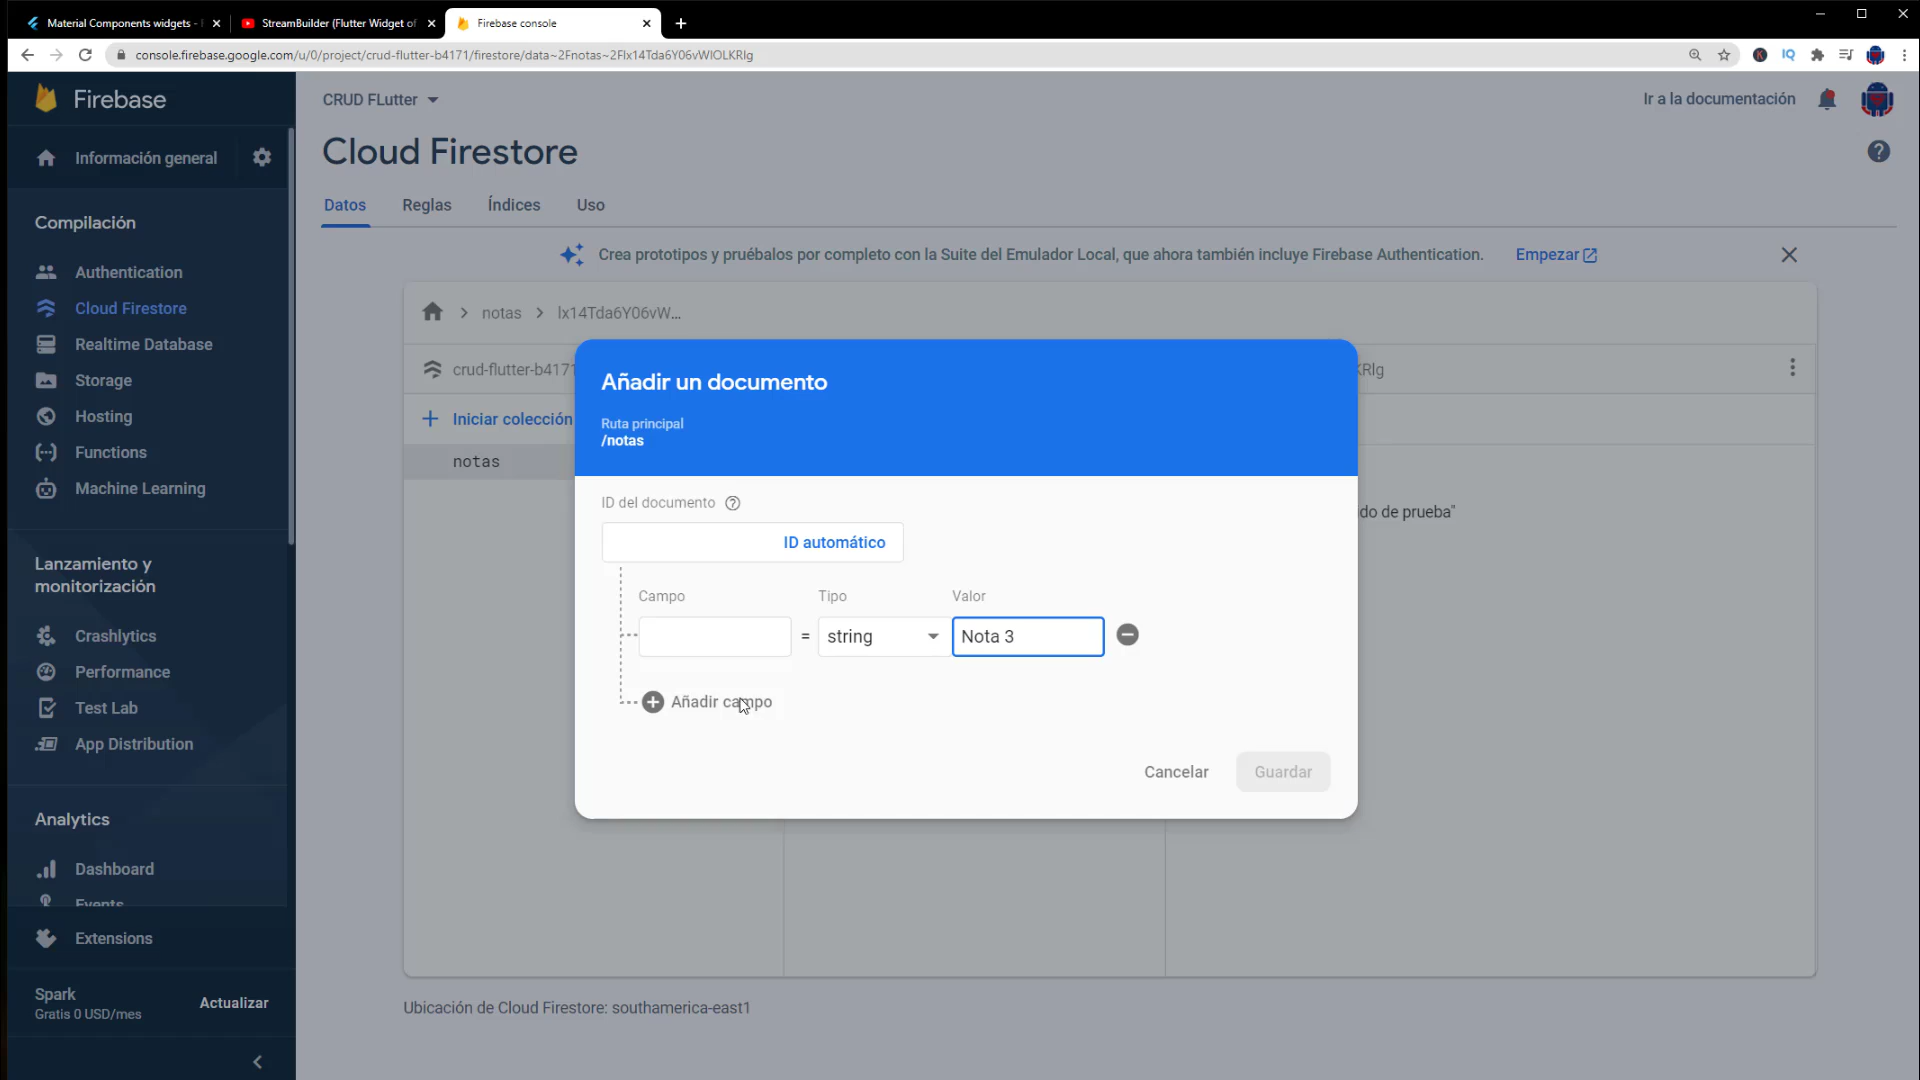 Material Components widgets -
StreamBuilder (Flutter Widget of
Firebase console
console.firebase.google.com/u/0/project/crud-flutter-b4171/firestore/data~2Fnotas~2Flx14Tda6Y06vWIOLKRlg
Firebase
CRUD FLutter
Ir a la documentación
Información general
Cloud Firestore
Datos
Reglas
Índices
Uso
Compilación
Crea prototipos y pruébalos por completo con la Suite del Emulador Local, que ahora también incluye Firebase Authentication.
Empezar
Authentication
Cloud Firestore
Realtime Database
Storage
Hosting
Functions
Machine Learning
notas
lx14Tda6Y06vW...
crud-flutter-b4171
KRlg
Iniciar colección
notas
do de prueba"
Añadir un documento
Ruta principal
/notas
ID del documento
ID automático
Campo
Tipo
Valor
=
string
Nota 3
Añadir campo
Cancelar
Guardar
Lanzamiento y
monitorización
Crashlytics
Performance
Test Lab
App Distribution
Analytics
Dashboard
Events
Extensions
Spark
Gratis 0 USD/mes
Actualizar
Ubicación de Cloud Firestore: southamerica-east1